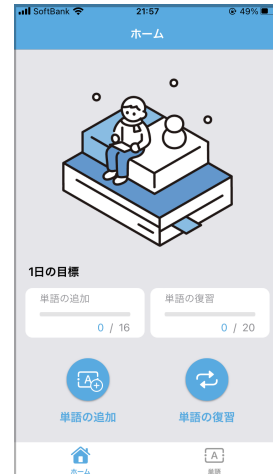 SoftBank 21:57 49%
ホーム
1日の目標
単語の追加 単語の復習
0 / 16 0 / 20
A
単語の追加 単語の復習
A
ホーム 単語